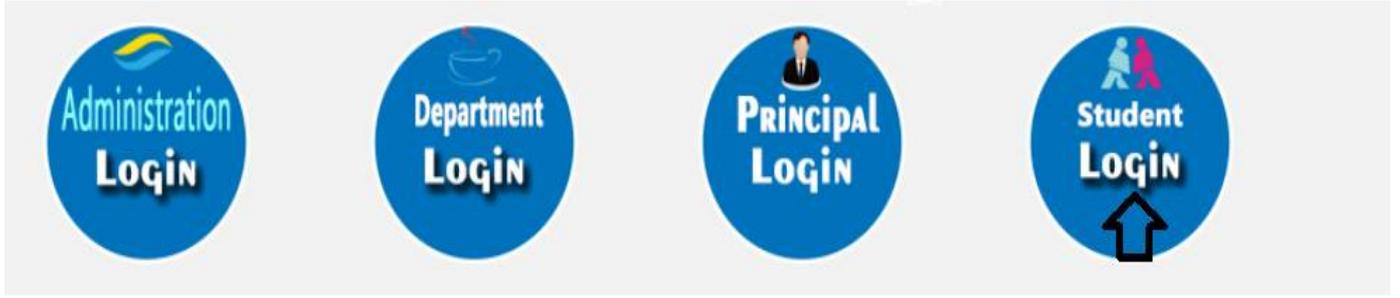 Administration
Login
Department
Login
Principal
Login
Student
Login